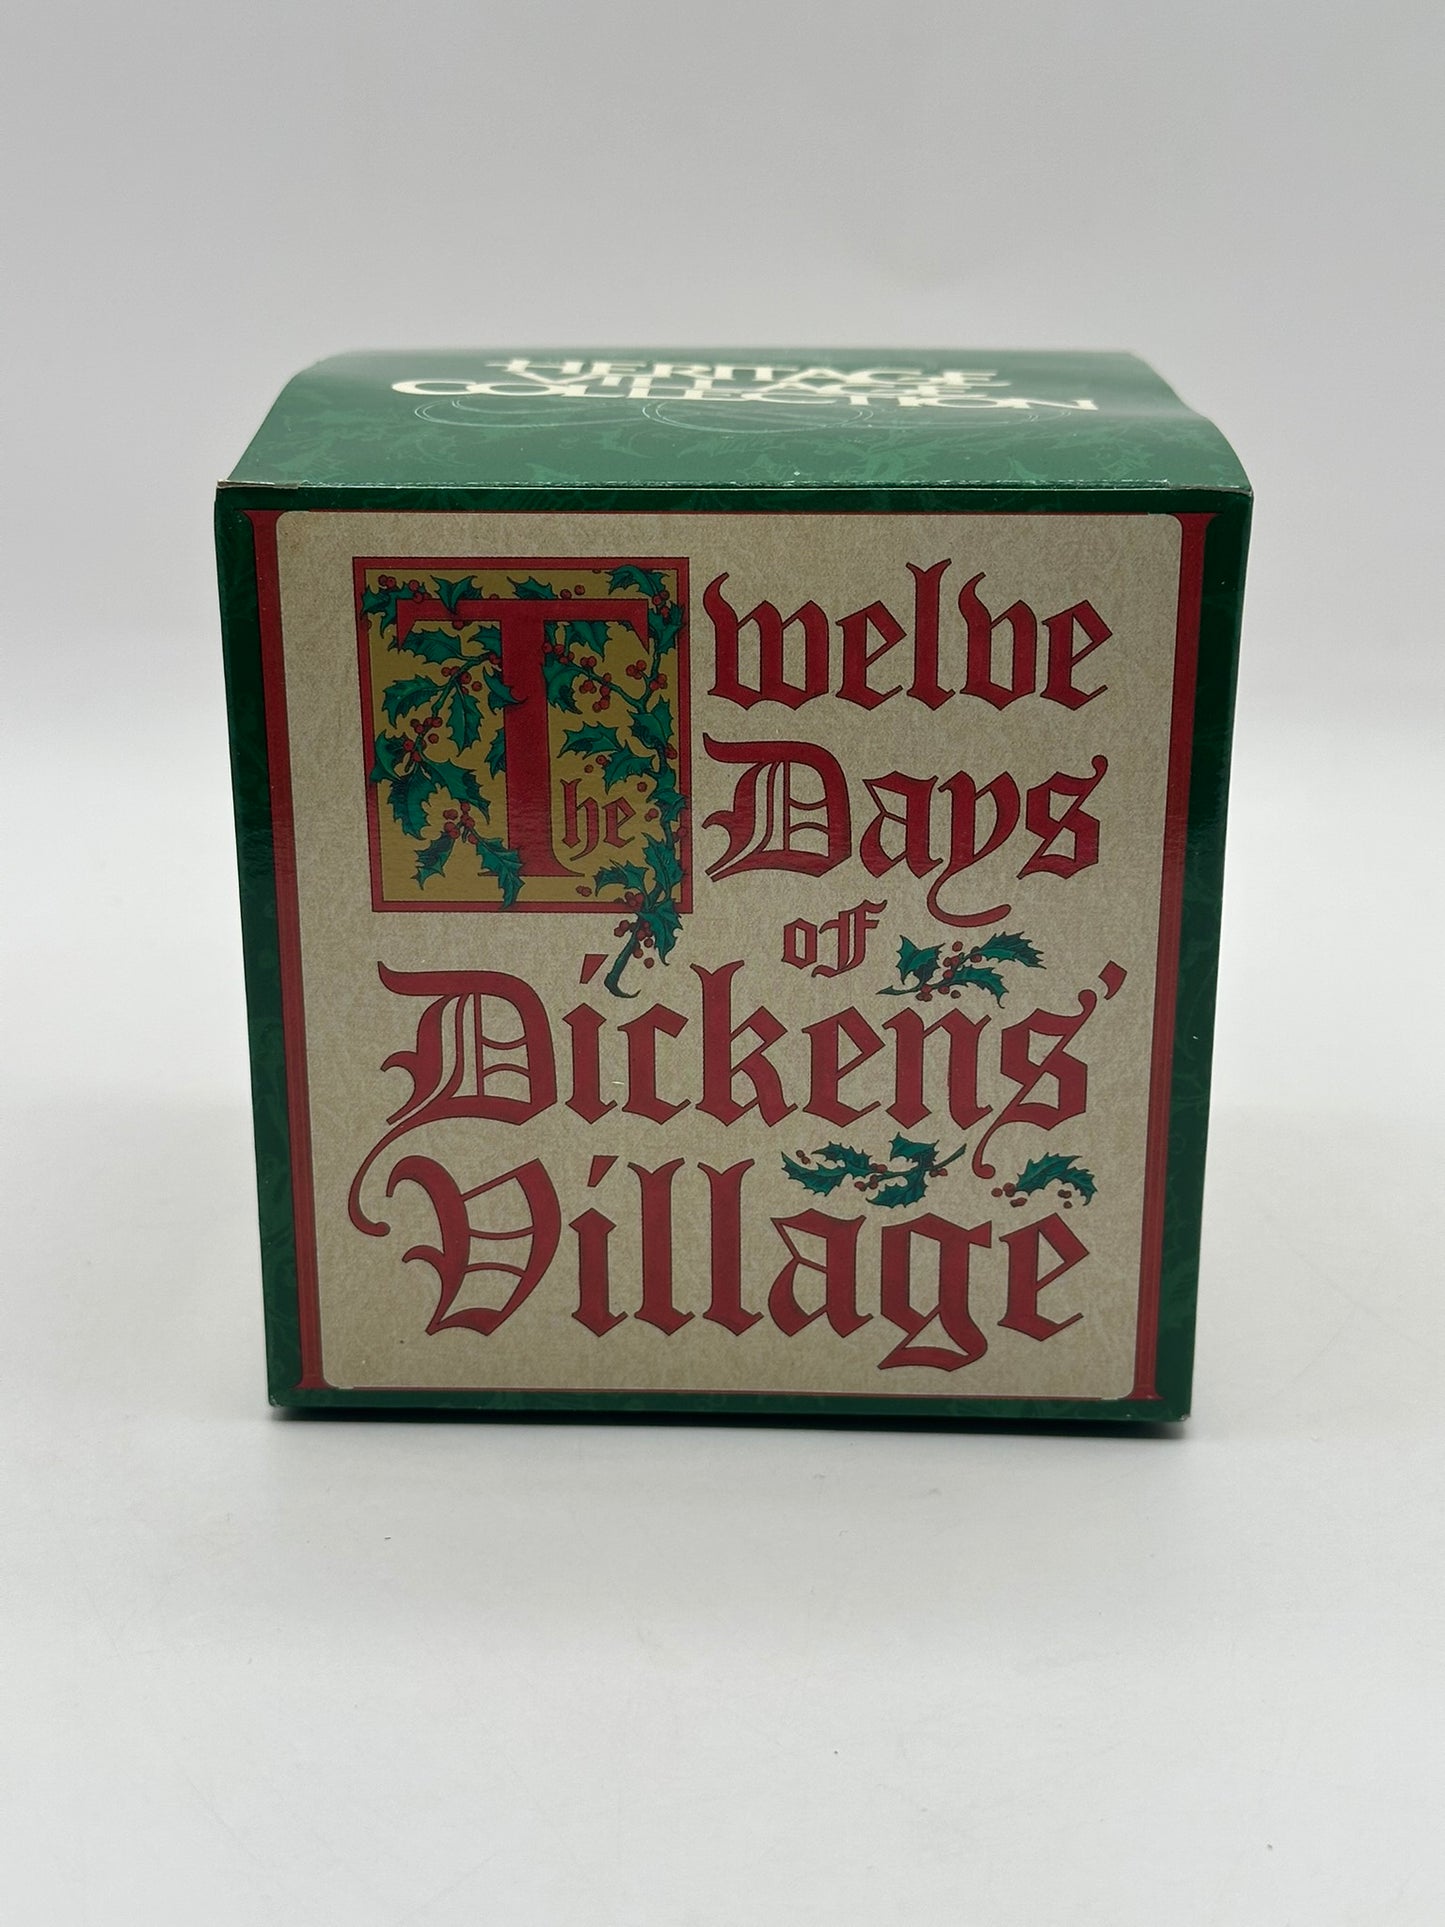 HERITAGE
VILLAGE
COLLECTION
The Twelve
Days
of
Dickens'
Village